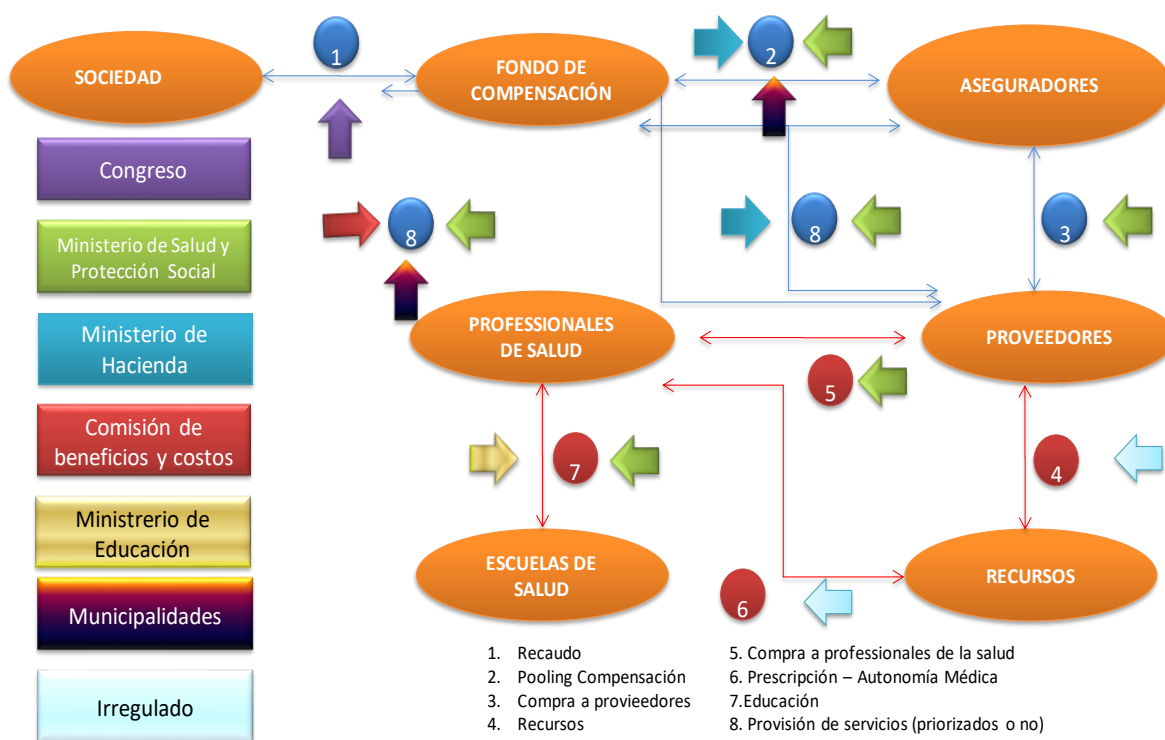 SOCIEDAD
1
FONDO DE
COMPENSACIÓN
2
ASEGURADORES
Congreso
Ministerio de Salud y
Protección Social
8
8
3
Ministerio de
Hacienda
PROFESSIONALES
DE SALUD
PROVEEDORES
Comisión de
beneficios y costos
5
7
4
Ministrerio de
Educación
ESCUELAS DE
SALUD
RECURSOS
6
Municipalidades
Irregulado
1. Recaudo
2. Pooling Compensación
3. Compra a provieedores
4. Recursos
5. Compra a professionales de la salud
6. Prescripción – Autonomía Médica
7.Educación
8. Provisión de servicios (priorizados o no)